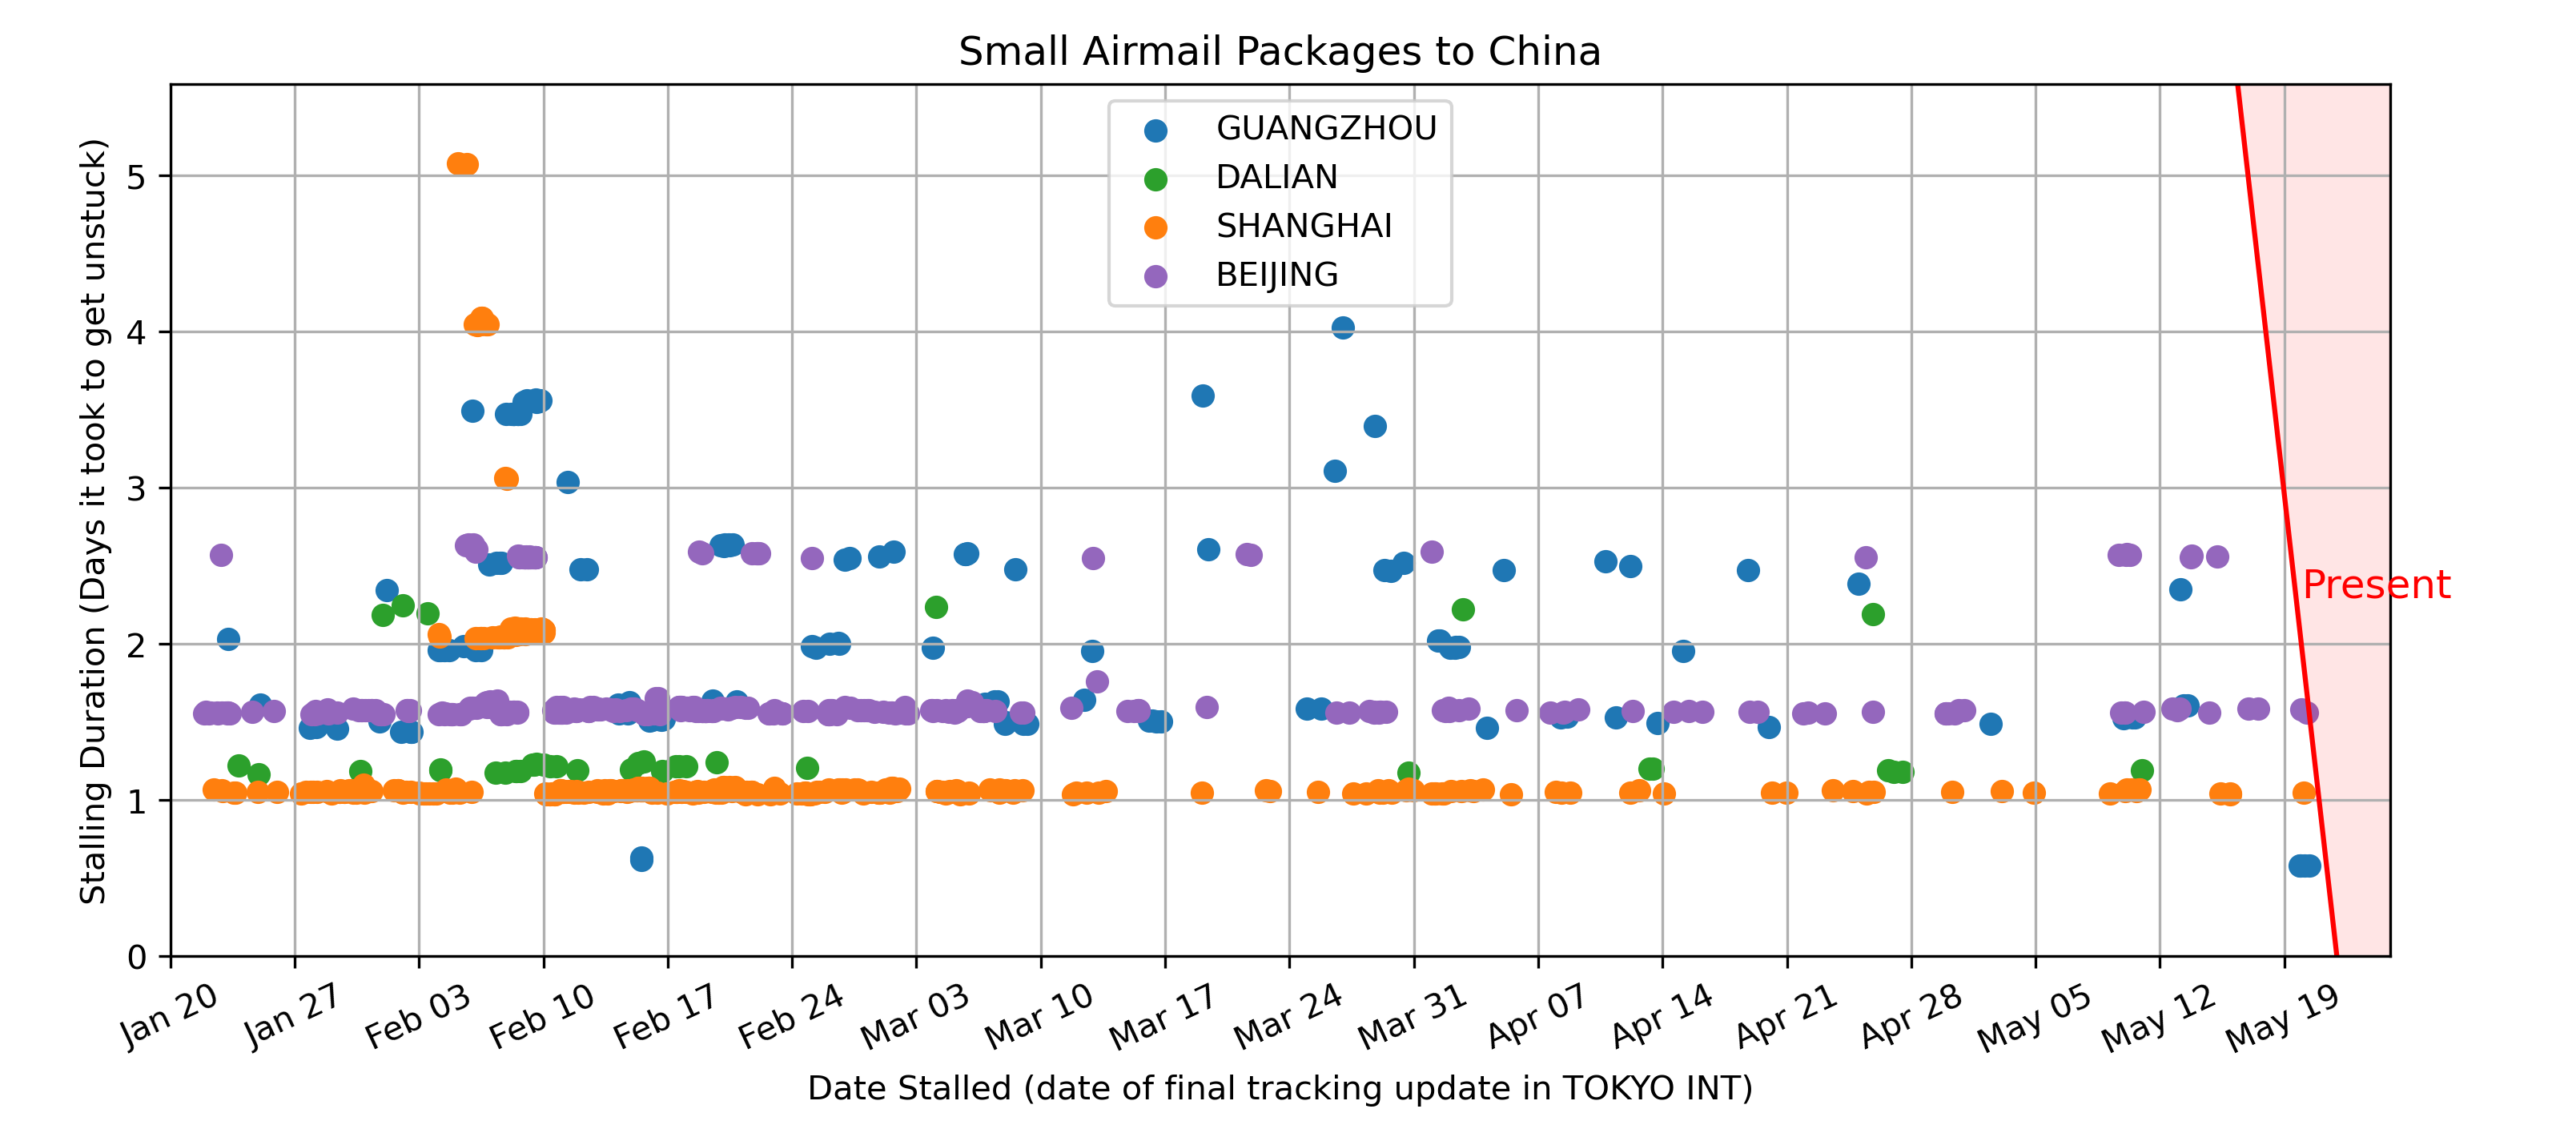 Small Airmail Packages to China
GUANGZHOU
DALIAN
SHANGHAI
BEIJING
Stalling Duration (Days it took to get unstuck)
5
4
3
2
1
0
Present
Jan 20
Jan 27
Feb 03
Feb 10
Feb 17
Feb 24
Mar 03
Mar 10
Mar 17
Mar 24
Mar 31
Apr 07
Apr 14
Apr 21
Apr 28
May 05
May 12
May 19
Date Stalled (date of final tracking update in TOKYO INT)